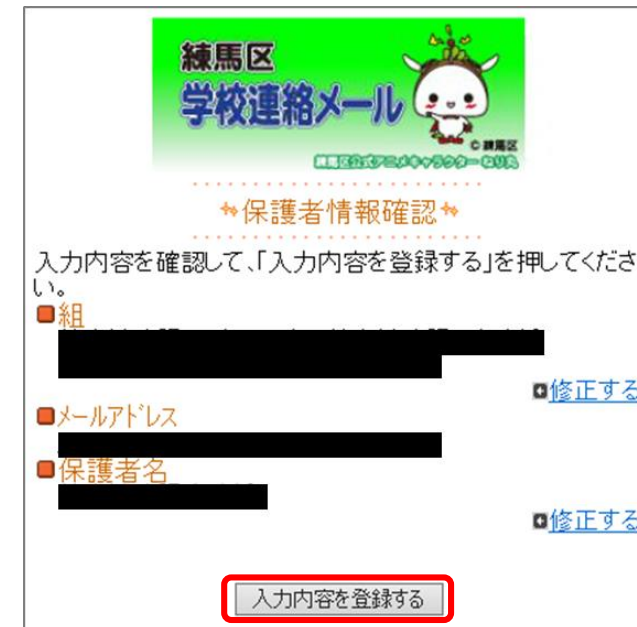 練馬区
学校連絡メール
© 練馬区
練馬区公式アニメキャラクター ねり丸
保護者情報確認
入力内容を確認して、「入力内容を登録する」を押してくださ
い。
組
修正する
メールアドレス
保護者名
修正する
入力内容を登録する